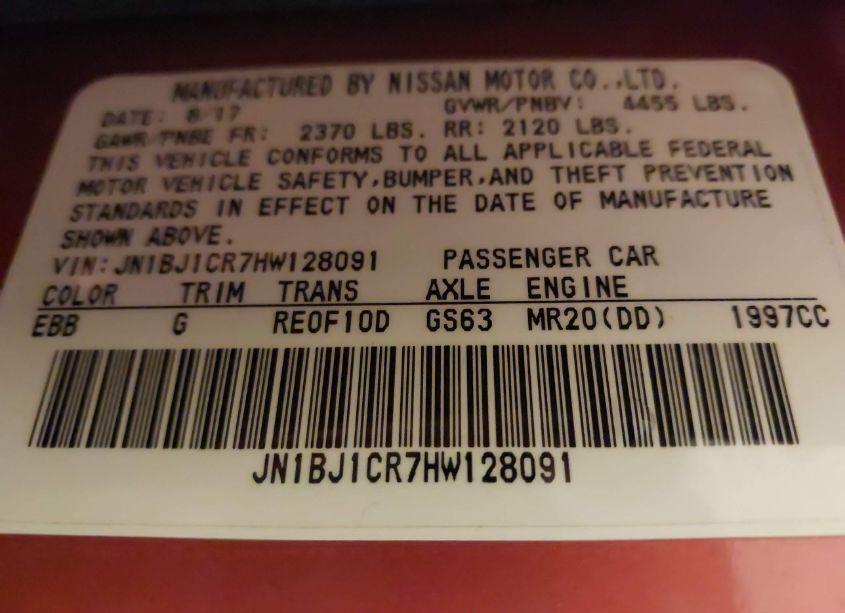 MANUFACTURED BY NISSAN MOTOR CO.,LTD.
DATE: 8/17 GVWR/PNBV: 4455 LBS.
GAWR/PNBE FR: 2370 LBS. RR: 2120 LBS.
THIS VEHICLE CONFORMS TO ALL APPLICABLE FEDERAL
MOTOR VEHICLE SAFETY,BUMPER,AND THEFT PREVENTION
STANDARDS IN EFFECT ON THE DATE OF MANUFACTURE
SHOWN ABOVE.
VIN:JN1BJ1CR7HW128091 PASSENGER CAR
COLOR TRIM TRANS AXLE ENGINE
EBB G RE0F10D GS63 MR20(DD) 1997CC
JN1BJ1CR7HW128091